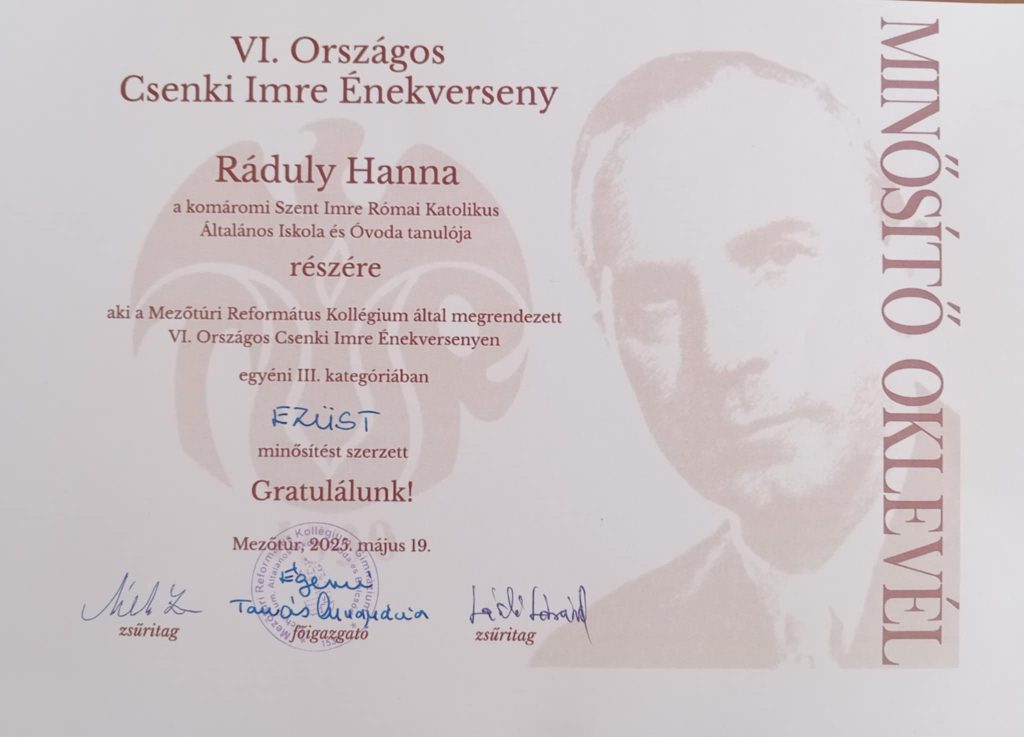 VI. Országos
Csenki Imre Énekverseny
Ráduly Hanna
a komáromi Szent Imre Római Katolikus
Általános Iskola és Óvoda tanulója
részére
aki a Mezőtúri Református Kollégium által megrendezett
VI. Országos Csenki Imre Énekversenyen
egyéni III. kategóriában
EZÜST
minősítést szerzett
Gratulálunk!
Mezőtúr, 2025. május 19.
zsűritag
főigazgató
zsűritag
MINŐSÍTŐ OKLEVÉL